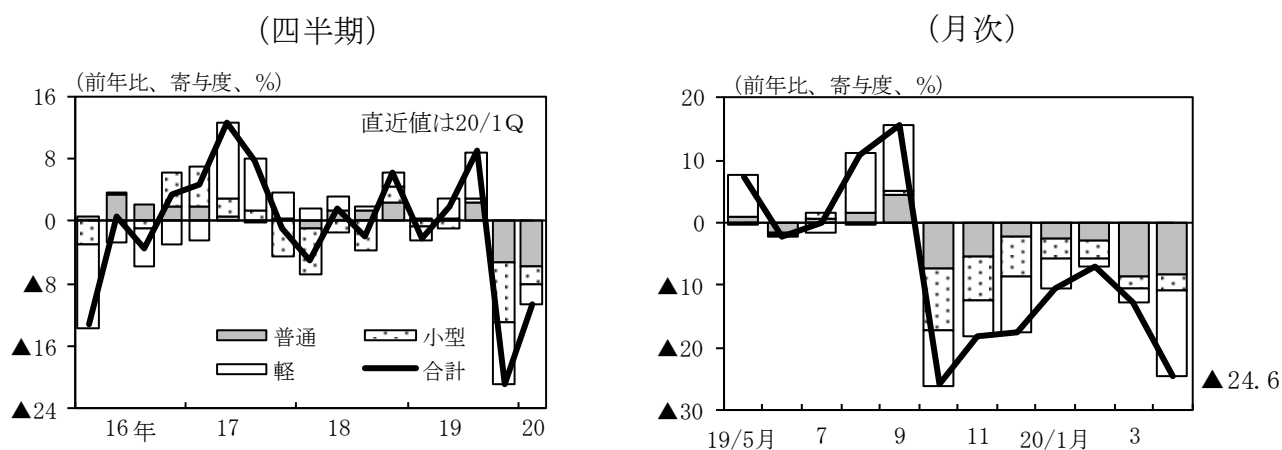 (四半期)
(前年比、寄与度、%)
16
8
0
▲8
▲16
▲24
直近値は20/1Q
普通
小型
軽
合計
16年
17
18
19
20
(月次)
(前年比、寄与度、%)
20
10
0
▲10
▲20
▲30
▲24.6
19/5月
7
9
11
20/1月
3